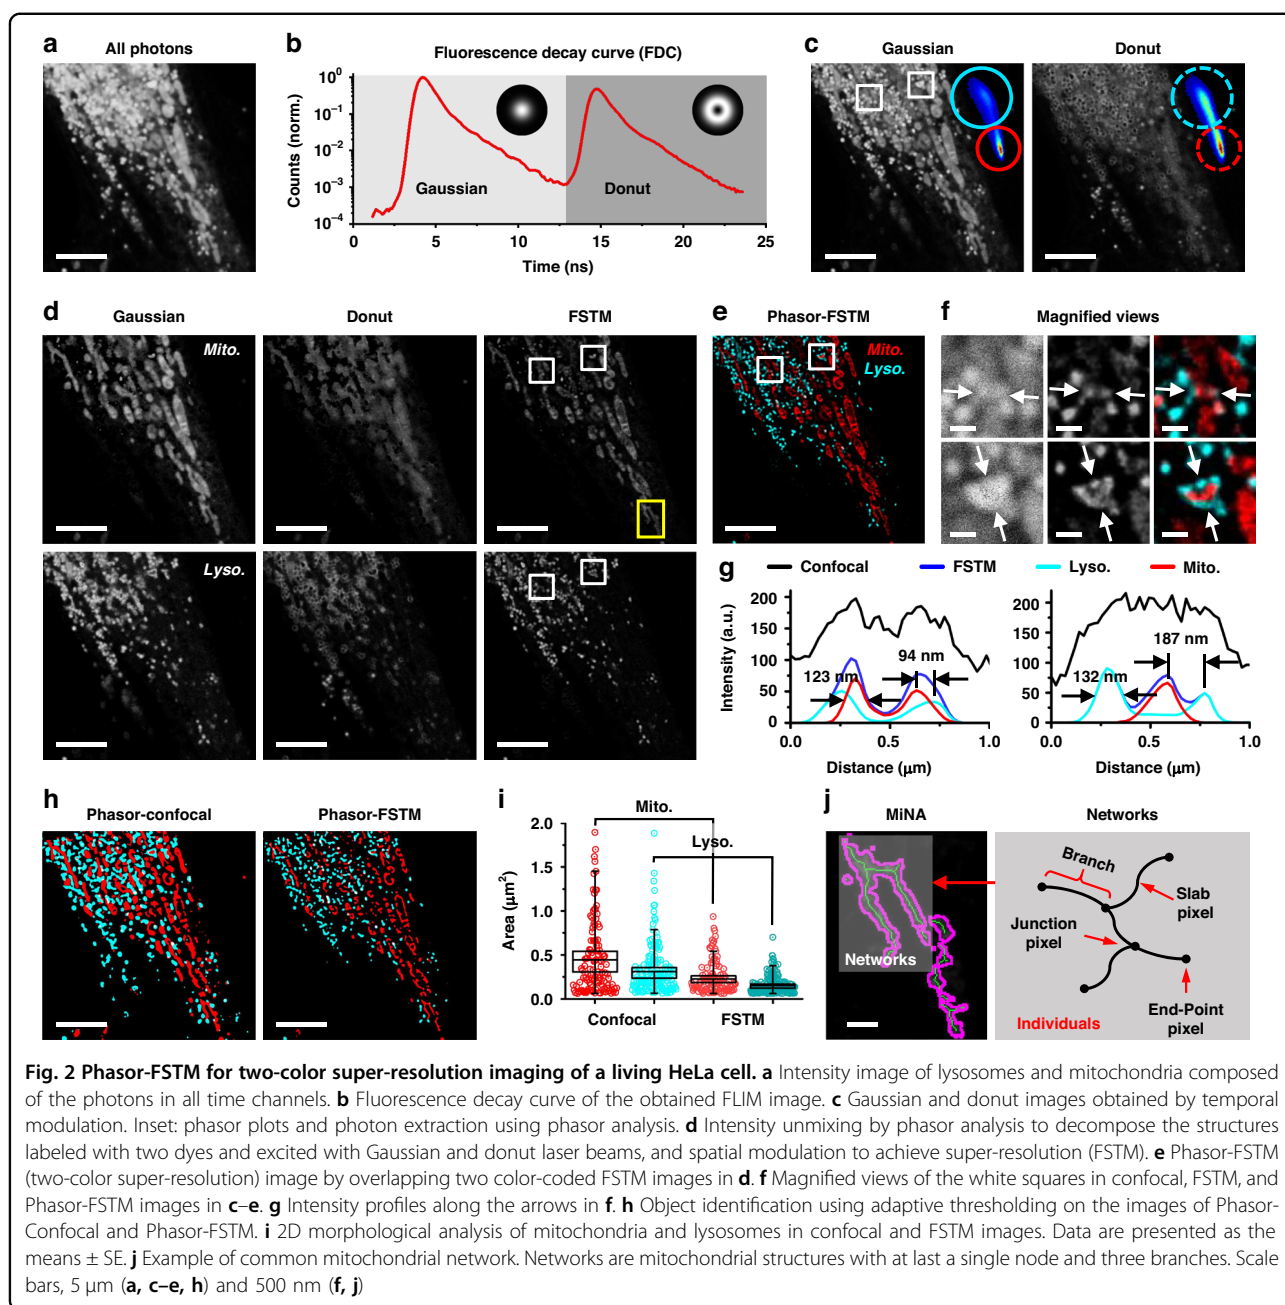 a
All photons
b
Fluorescence decay curve (FDC)
Counts (norm.)
10⁰
10⁻¹
10⁻²
10⁻³
10⁻⁴
Gaussian
Donut
0
5
10
15
20
25
Time (ns)
c
Gaussian
Donut
d
Gaussian
Donut
FSTM
Mito.
Lyso.
e
Phasor-FSTM
Mito.
Lyso.
f
Magnified views
g
Confocal
FSTM
Lyso.
Mito.
Intensity (a.u.)
200
150
100
50
0
123 nm
94 nm
0.0
0.5
1.0
Distance (μm)
200
150
100
50
0
132 nm
187 nm
0.0
0.5
1.0
Distance (μm)
h
Phasor-confocal
Phasor-FSTM
i
Mito.
Lyso.
Area (μm²)
2.0
1.5
1.0
0.5
0.0
Confocal
FSTM
j
MiNA
Networks
Networks
Branch
Slab
pixel
Junction
pixel
End-Point
pixel
Individuals
Fig. 2 Phasor-FSTM for two-color super-resolution imaging of a living HeLa cell. a Intensity image of lysosomes and mitochondria composed
of the photons in all time channels. b Fluorescence decay curve of the obtained FLIM image. c Gaussian and donut images obtained by temporal
modulation. Inset: phasor plots and photon extraction using phasor analysis. d Intensity unmixing by phasor analysis to decompose the structures
labeled with two dyes and excited with Gaussian and donut laser beams, and spatial modulation to achieve super-resolution (FSTM). e Phasor-FSTM
(two-color super-resolution) image by overlapping two color-coded FSTM images in d. f Magnified views of the white squares in confocal, FSTM, and
Phasor-FSTM images in c–e. g Intensity profiles along the arrows in f. h Object identification using adaptive thresholding on the images of Phasor-
Confocal and Phasor-FSTM. i 2D morphological analysis of mitochondria and lysosomes in confocal and FSTM images. Data are presented as the
means ± SE. j Example of common mitochondrial network. Networks are mitochondrial structures with at last a single node and three branches. Scale
bars, 5 μm (a, c–e, h) and 500 nm (f, j)